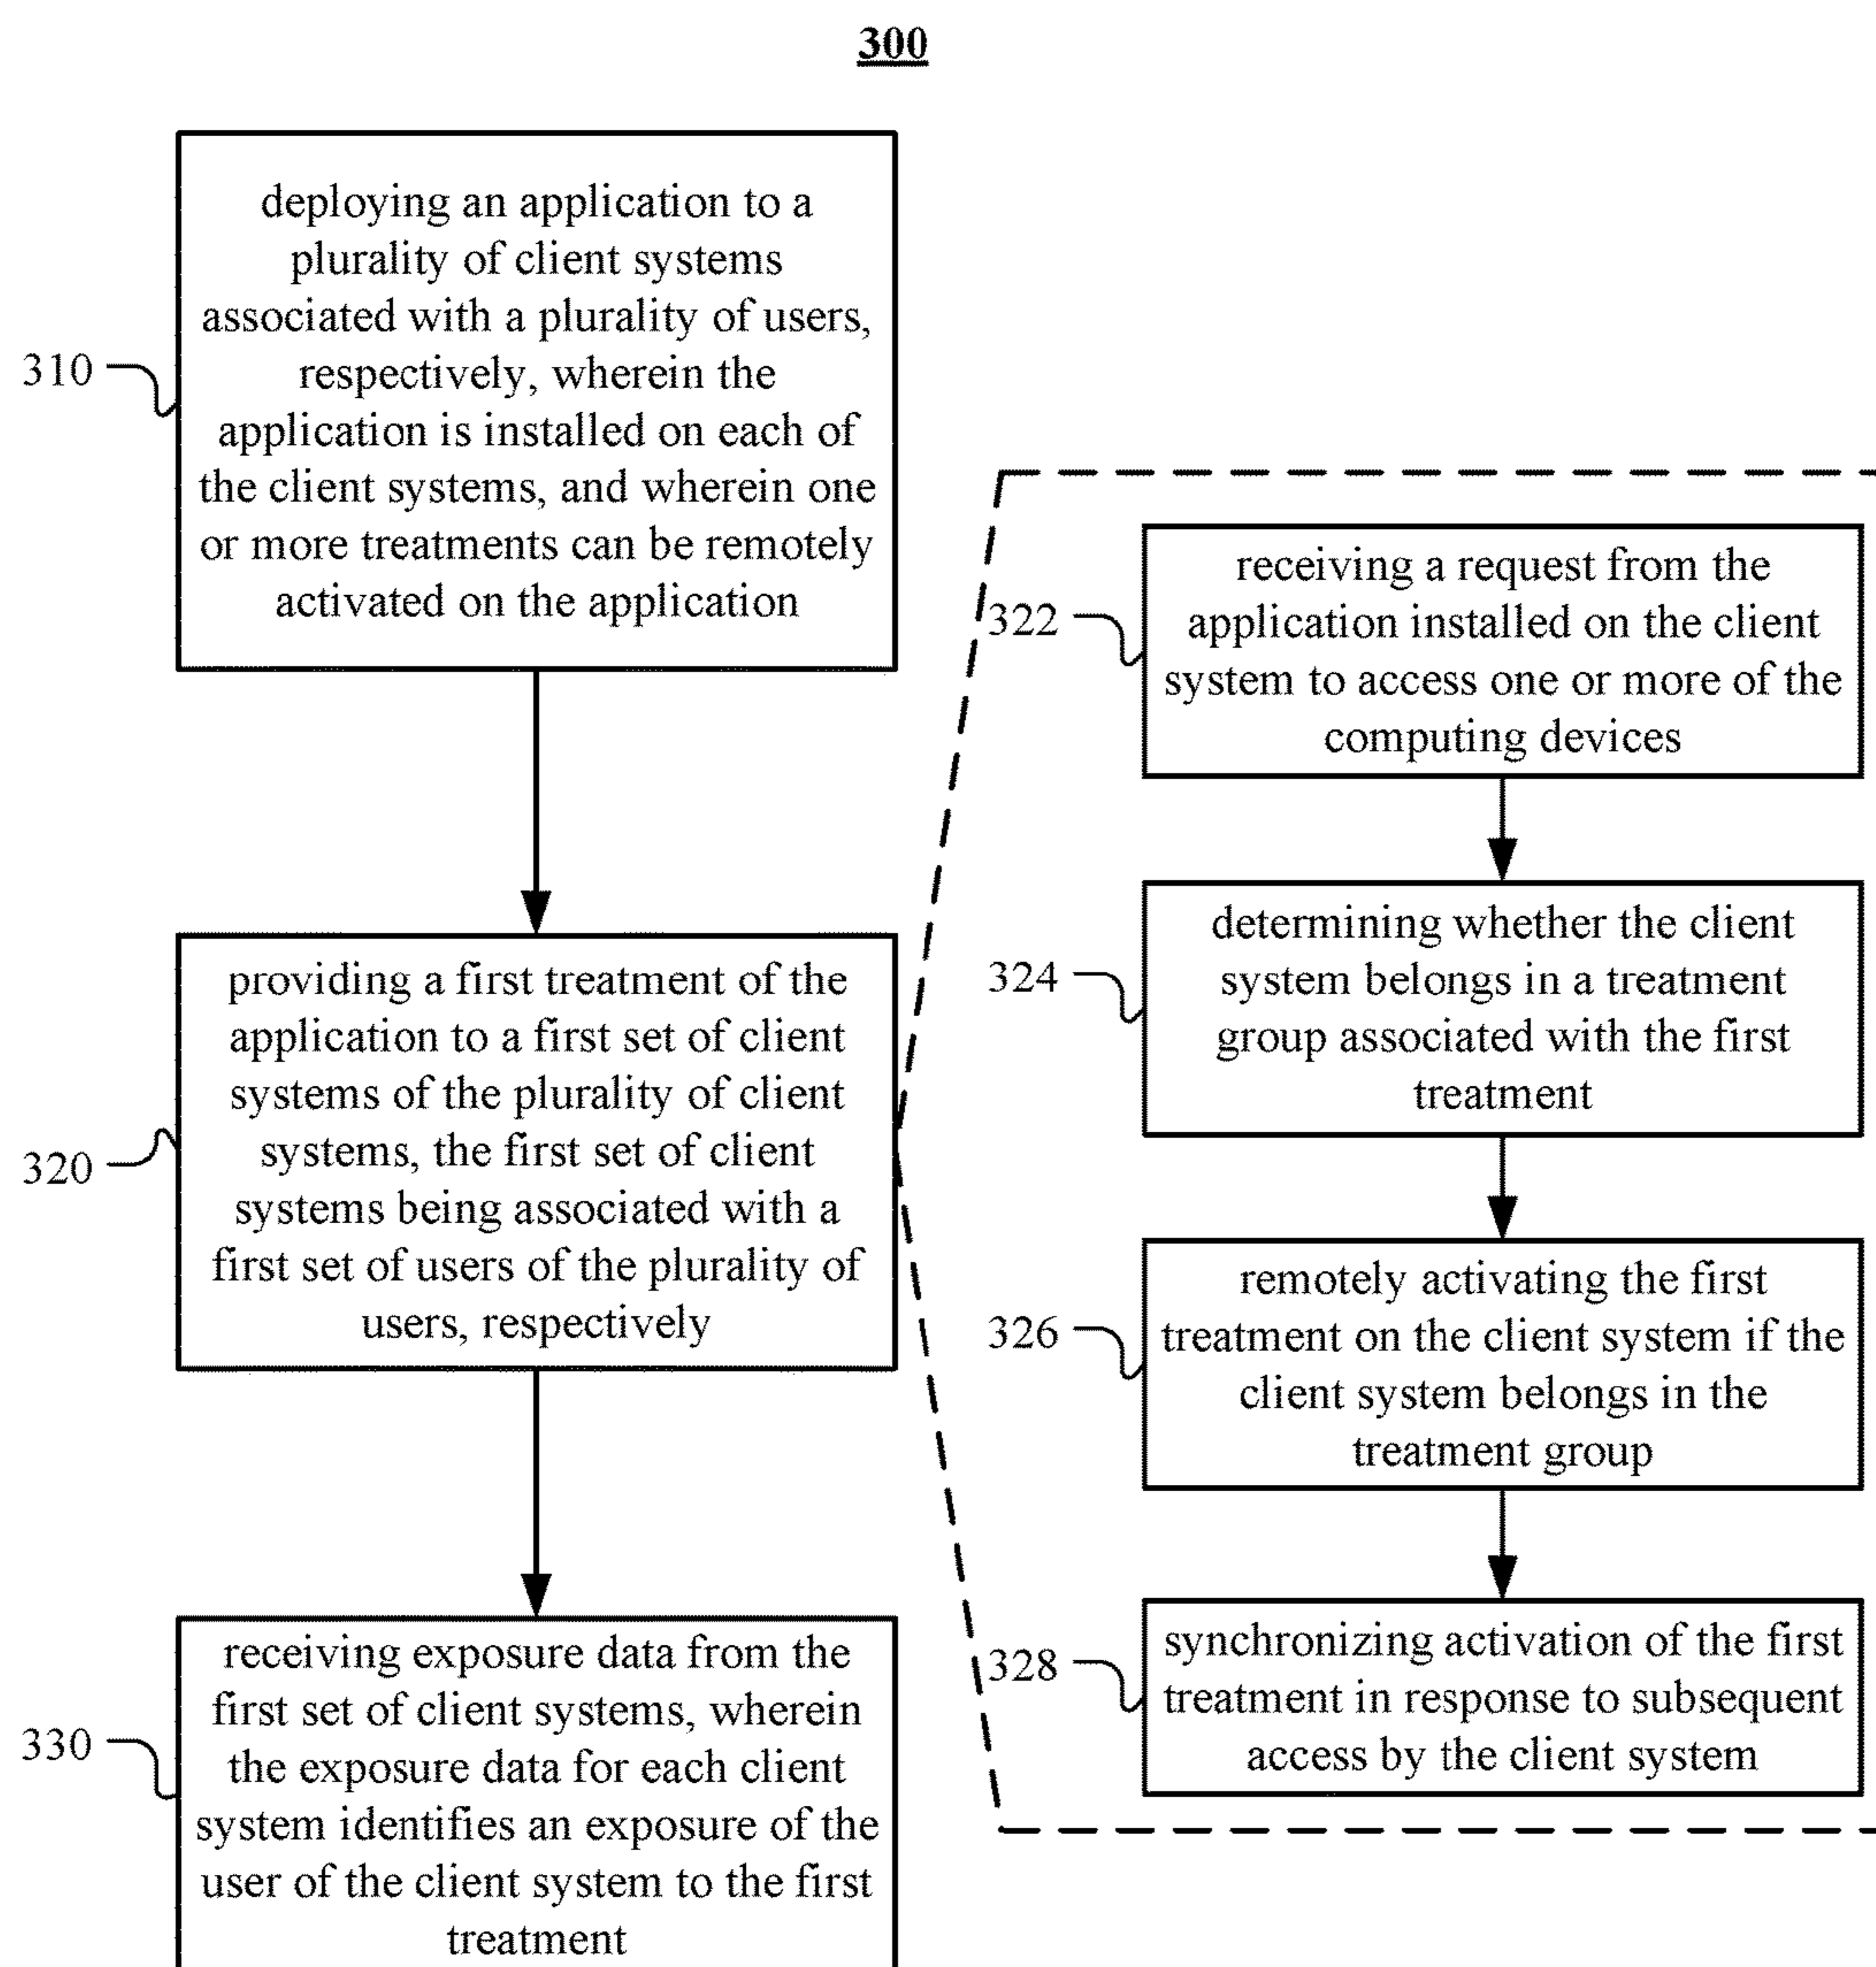 300
310
deploying an application to a
plurality of client systems
associated with a plurality of users,
respectively, wherein the
application is installed on each of
the client systems, and wherein one
or more treatments can be remotely
activated on the application
320
providing a first treatment of the
application to a first set of client
systems of the plurality of client
systems, the first set of client
systems being associated with a
first set of users of the plurality of
users, respectively
330
receiving exposure data from the
first set of client systems, wherein
the exposure data for each client
system identifies an exposure of the
user of the client system to the first
treatment
322
receiving a request from the
application installed on the client
system to access one or more of the
computing devices
324
determining whether the client
system belongs in a treatment
group associated with the first
treatment
326
remotely activating the first
treatment on the client system if the
client system belongs in the
treatment group
328
synchronizing activation of the first
treatment in response to subsequent
access by the client system